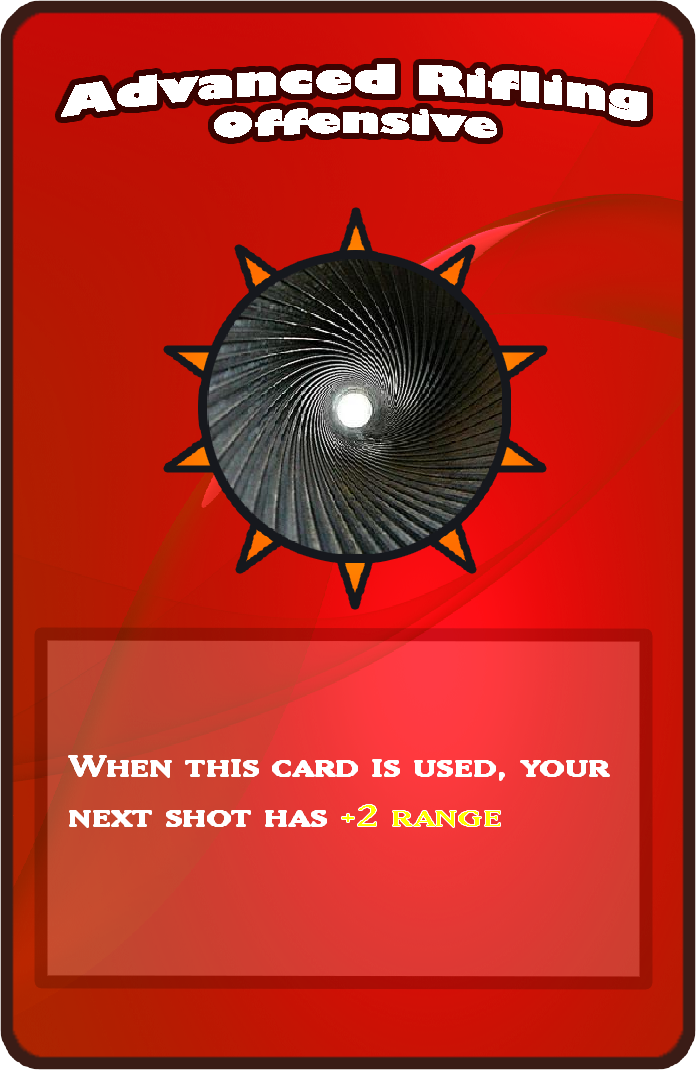 Advanced Rifling
Offensive
When this card is used, your
next shot has +2 range